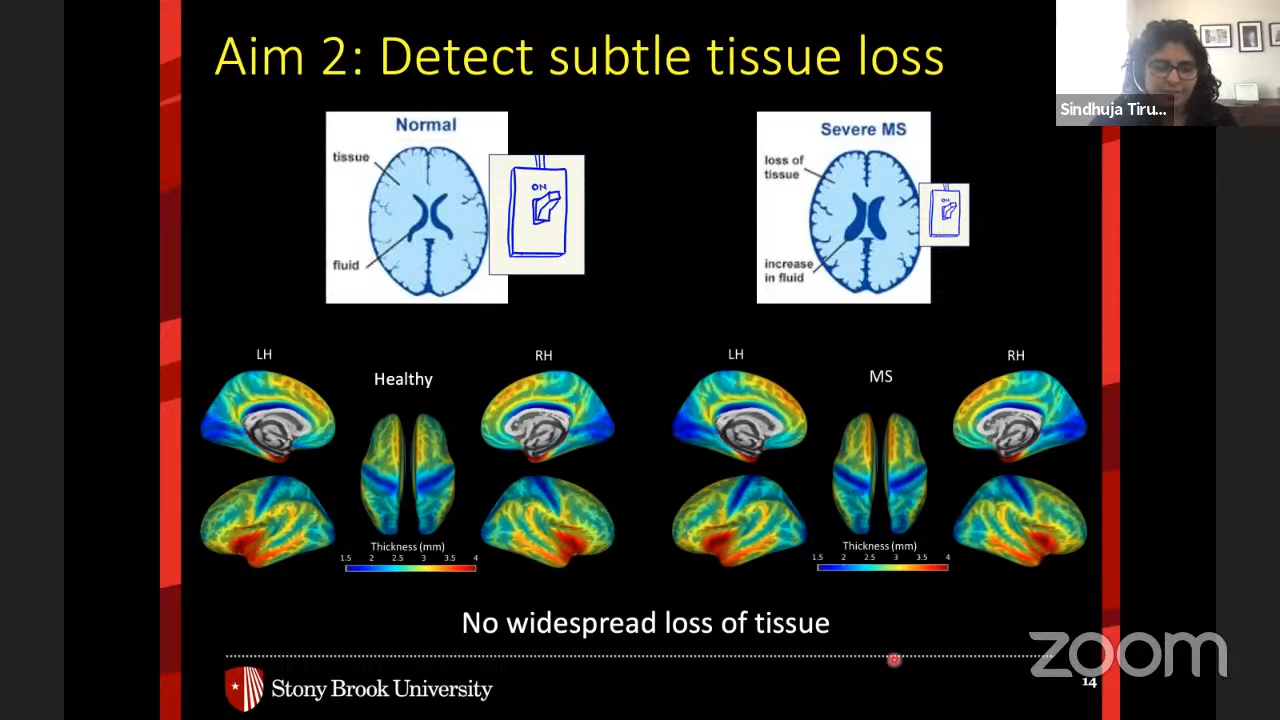 Aim 2: Detect subtle tissue loss
Sindhuja Tiru...
Normal
tissue
fluid
ON
Severe MS
loss of
tissue
increase
in fluid
ON
LH
Healthy
RH
Thickness (mm)
1.5 2 2.5 3 3.5 4
LH
MS
RH
Thickness (mm)
1.5 2 2.5 3 3.5 4
No widespread loss of tissue
Stony Brook University
14
zoom